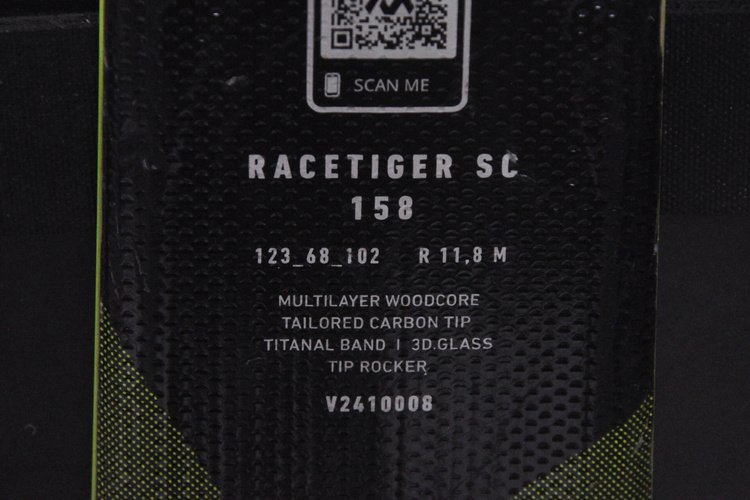 SCAN ME
RACETIGER SC
158
123_68_102 R 11,8 M
MULTILAYER WOODCORE
TAILORED CARBON TIP
TITANAL BAND I 3D.GLASS
TIP ROCKER
V2410008